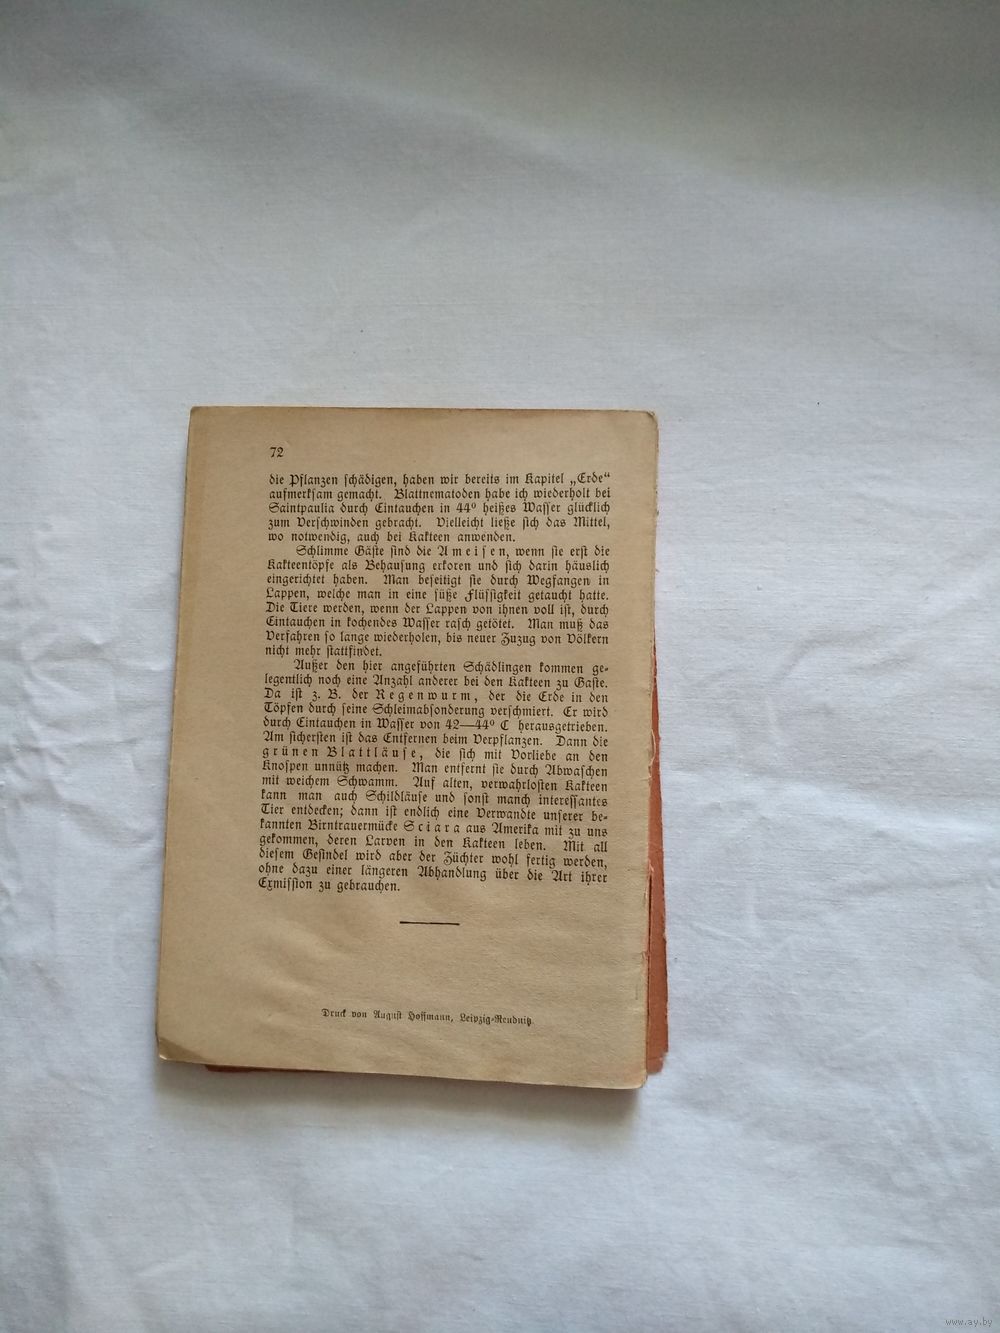 72
die Pflanzen schädigen, haben wir bereits im Kapitel „Erde“
aufmerksam gemacht. Blattnematoden habe ich wiederholt bei
Saintpaulia durch Eintauchen in 44° heißes Wasser glücklich
zum Verschwinden gebracht. Vielleicht ließe sich das Mittel,
wo notwendig, auch bei Kakteen anwenden.
Schlimme Gäste sind die Ameisen, wenn sie erst die
Kakteentöpfe als Behausung erkoren und sich darin häuslich
eingerichtet haben. Man beseitigt sie durch Wegfangen in
Lappen, welche man in eine süße Flüssigkeit getaucht hatte.
Die Tiere werden, wenn der Lappen von ihnen voll ist, durch
Eintauchen in kochendes Wasser rasch getötet. Man muß das
Verfahren so lange wiederholen, bis neuer Zuzug von Völkern
nicht mehr stattfindet.
Außer den hier angeführten Schädlingen kommen ge-
legentlich noch eine Anzahl anderer bei den Kakteen zu Gaste.
Da ist z. B. der Regenwurm, der die Erde in den
Töpfen durch seine Schleimabsonderung verschmiert. Er wird
durch Eintauchen in Wasser von 42—44° C herausgetrieben.
Am sichersten ist das Entfernen beim Verpflanzen. Dann die
grünen Blattläuse, die sich mit Vorliebe an den
Knospen unnütz machen. Man entfernt sie durch Abwaschen
mit weichem Schwamm. Auf alten, verwahrlosten Kakteen
kann man auch Schildläuse und sonst manch interessantes
Tier entdecken; dann ist endlich eine Verwandte unserer be-
kannten Birntrauermücke Sciara aus Amerika mit zu uns
gekommen, deren Larven in den Kakteen leben. Mit all
diesem Gesindel wird aber der Züchter wohl fertig werden,
ohne dazu einer längeren Abhandlung über die Art ihrer
Exmission zu gebrauchen.
Druck von August Hoffmann, Leipzig-Reudnitz.
www.ay.by